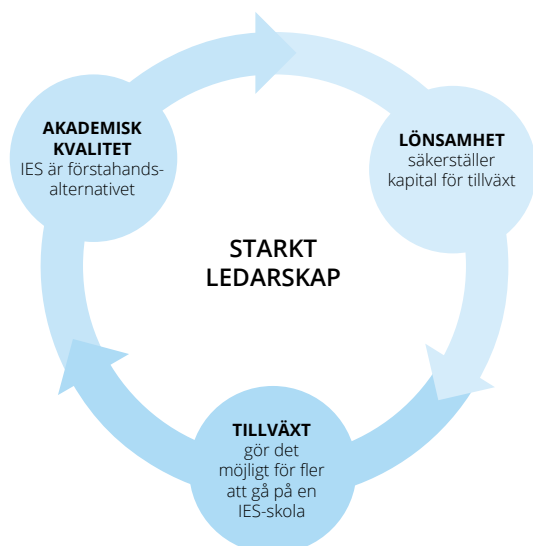 AKADEMISK
KVALITET
IES är förstahands-
alternativet
LÖNSAMHET
säkerställer
kapital för tillväxt
STARKT
LEDARSKAP
TILLVÄXT
gör det
möjligt för fler
att gå på en
IES-skola